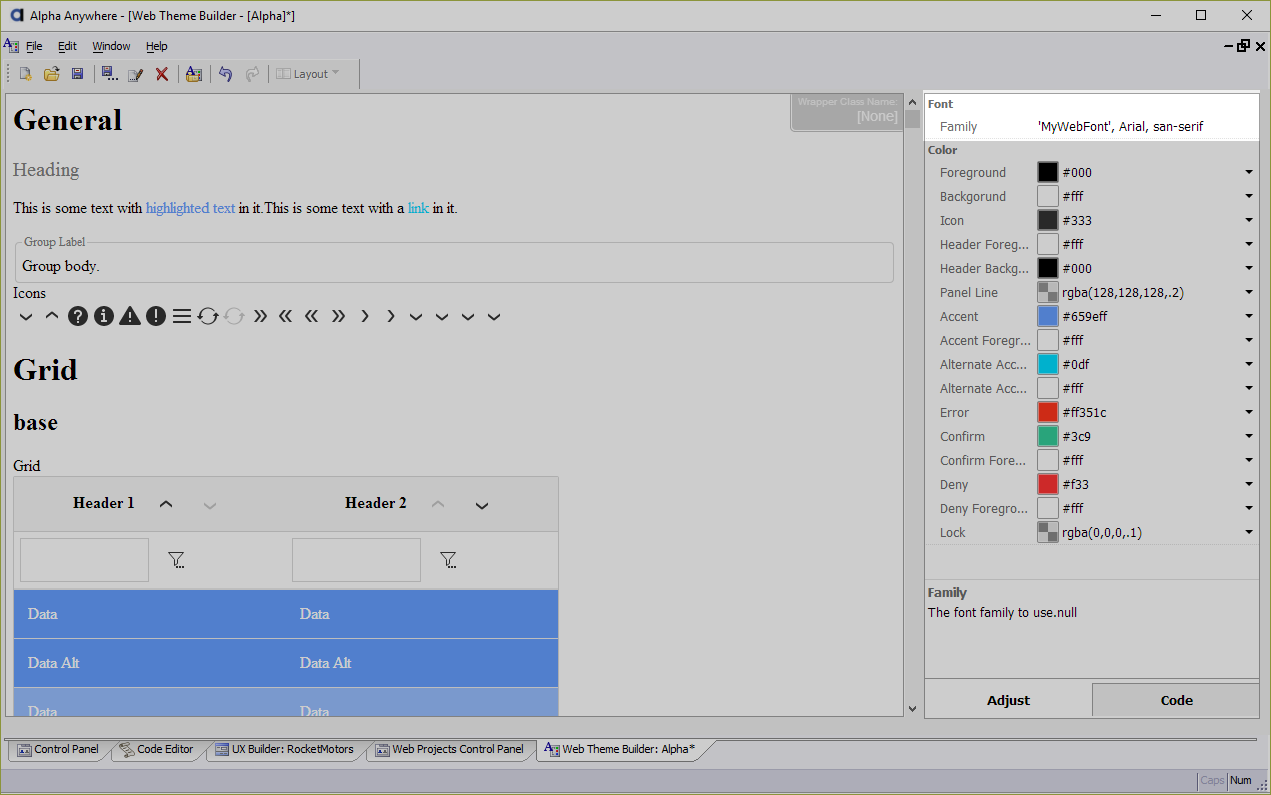 Alpha Anywhere - [Web Theme Builder - [Alpha]*]
File Edit Window Help
Layout
General
Wrapper Class Name:
[None]
Heading
This is some text with highlighted text in it.This is some text with a link in it.
Group Label
Group body.
Icons
Grid
base
Grid
Header 1 Header 2
Data Data
Data Alt Data Alt
Data Data
Font
Family 'MyWebFont', Arial, san-serif
Color
Foreground #000
Backgorund #fff
Icon #333
Header Foreg... #fff
Header Backg... #000
Panel Line rgba(128,128,128,.2)
Accent #659eff
Accent Foregr... #fff
Alternate Acc... #0df
Alternate Acc... #fff
Error #ff351c
Confirm #3c9
Confirm Fore... #fff
Deny #f33
Deny Foregro... #fff
Lock rgba(0,0,0,.1)
Family
The font family to use.null
Adjust Code
Control Panel Code Editor UX Builder: RocketMotors Web Projects Control Panel Web Theme Builder: Alpha*
Caps Num